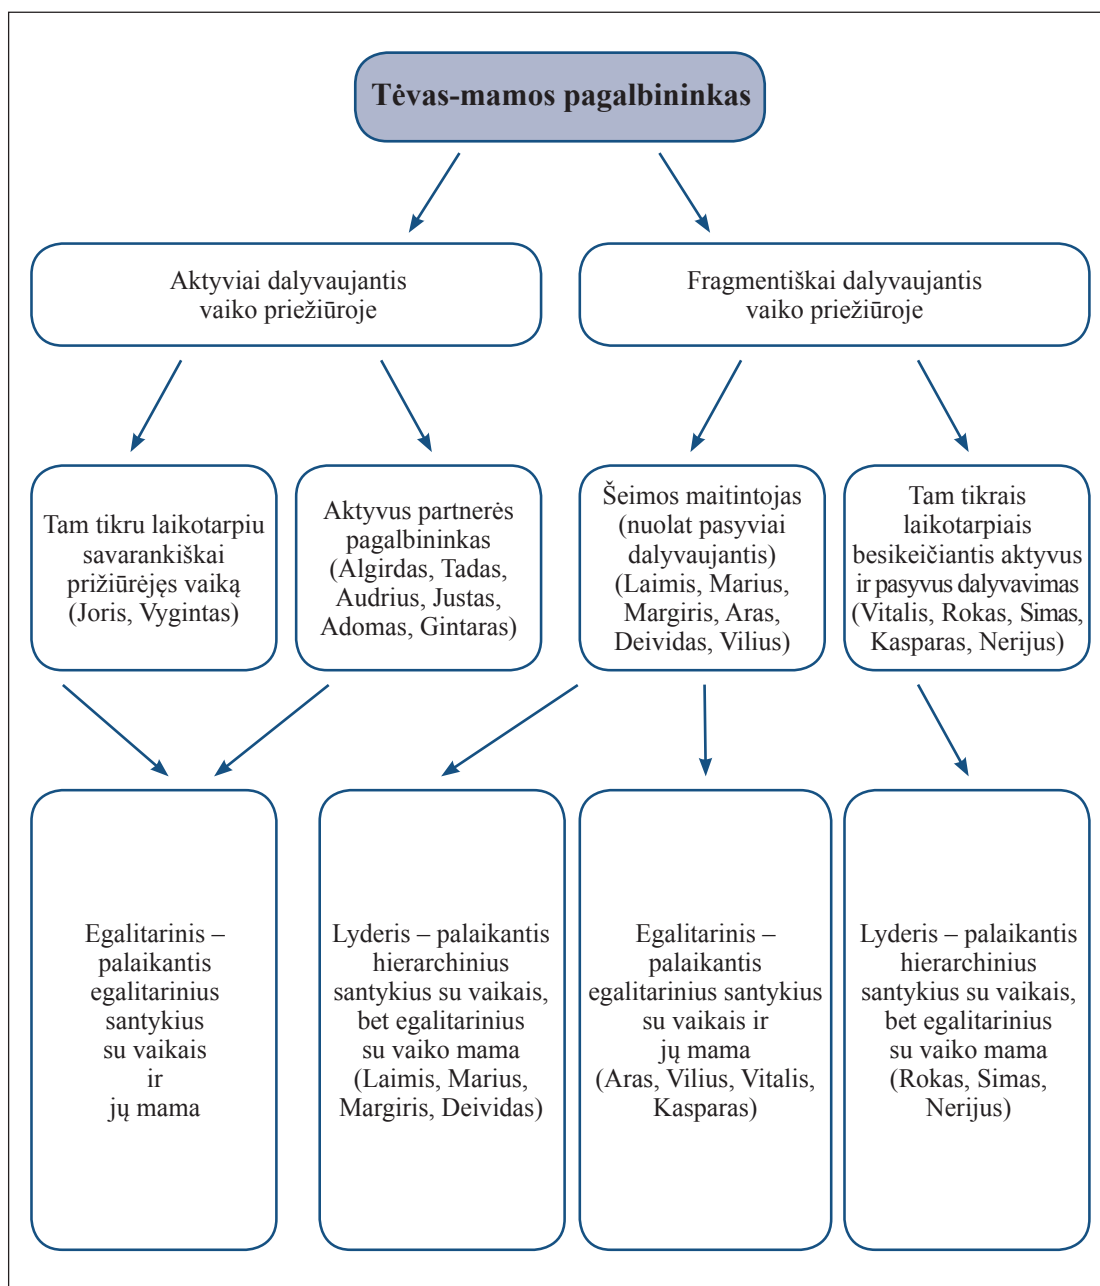 Tėvas-mamos pagalbininkas
Aktyviai dalyvaujantis
vaiko priežiūroje
Fragmentiškai dalyvaujantis
vaiko priežiūroje
Tam tikru laikotarpiu
savarankiškai
prižiūrėjęs vaiką
(Joris, Vygintas)
Aktyvus partnerės
pagalbininkas
(Algirdas, Tadas,
Audrius, Justas,
Adomas, Gintaras)
Šeimos maitintojas
(nuolat pasyviai
dalyvaujantis)
(Laimis, Marius,
Margiris, Aras,
Deividas, Vilius)
Tam tikrais
laikotarpiais
besikeičiantis aktyvus
ir pasyvus dalyvavimas
(Vitalis, Rokas, Simas,
Kasparas, Nerijus)
Egalitarinis –
palaikantis
egalitarinius
santykius
su vaikais
ir
jų mama
Lyderis – palaikantis
hierarchinius
santykius su vaikais,
bet egalitarinius
su vaiko mama
(Laimis, Marius,
Margiris, Deividas)
Egalitarinis –
palaikantis
egalitarinius santykius
su vaikais ir
jų mama
(Aras, Vilius, Vitalis,
Kasparas)
Lyderis – palaikantis
hierarchinius
santykius su vaikais,
bet egalitarinius
su vaiko mama
(Rokas, Simas,
Nerijus)